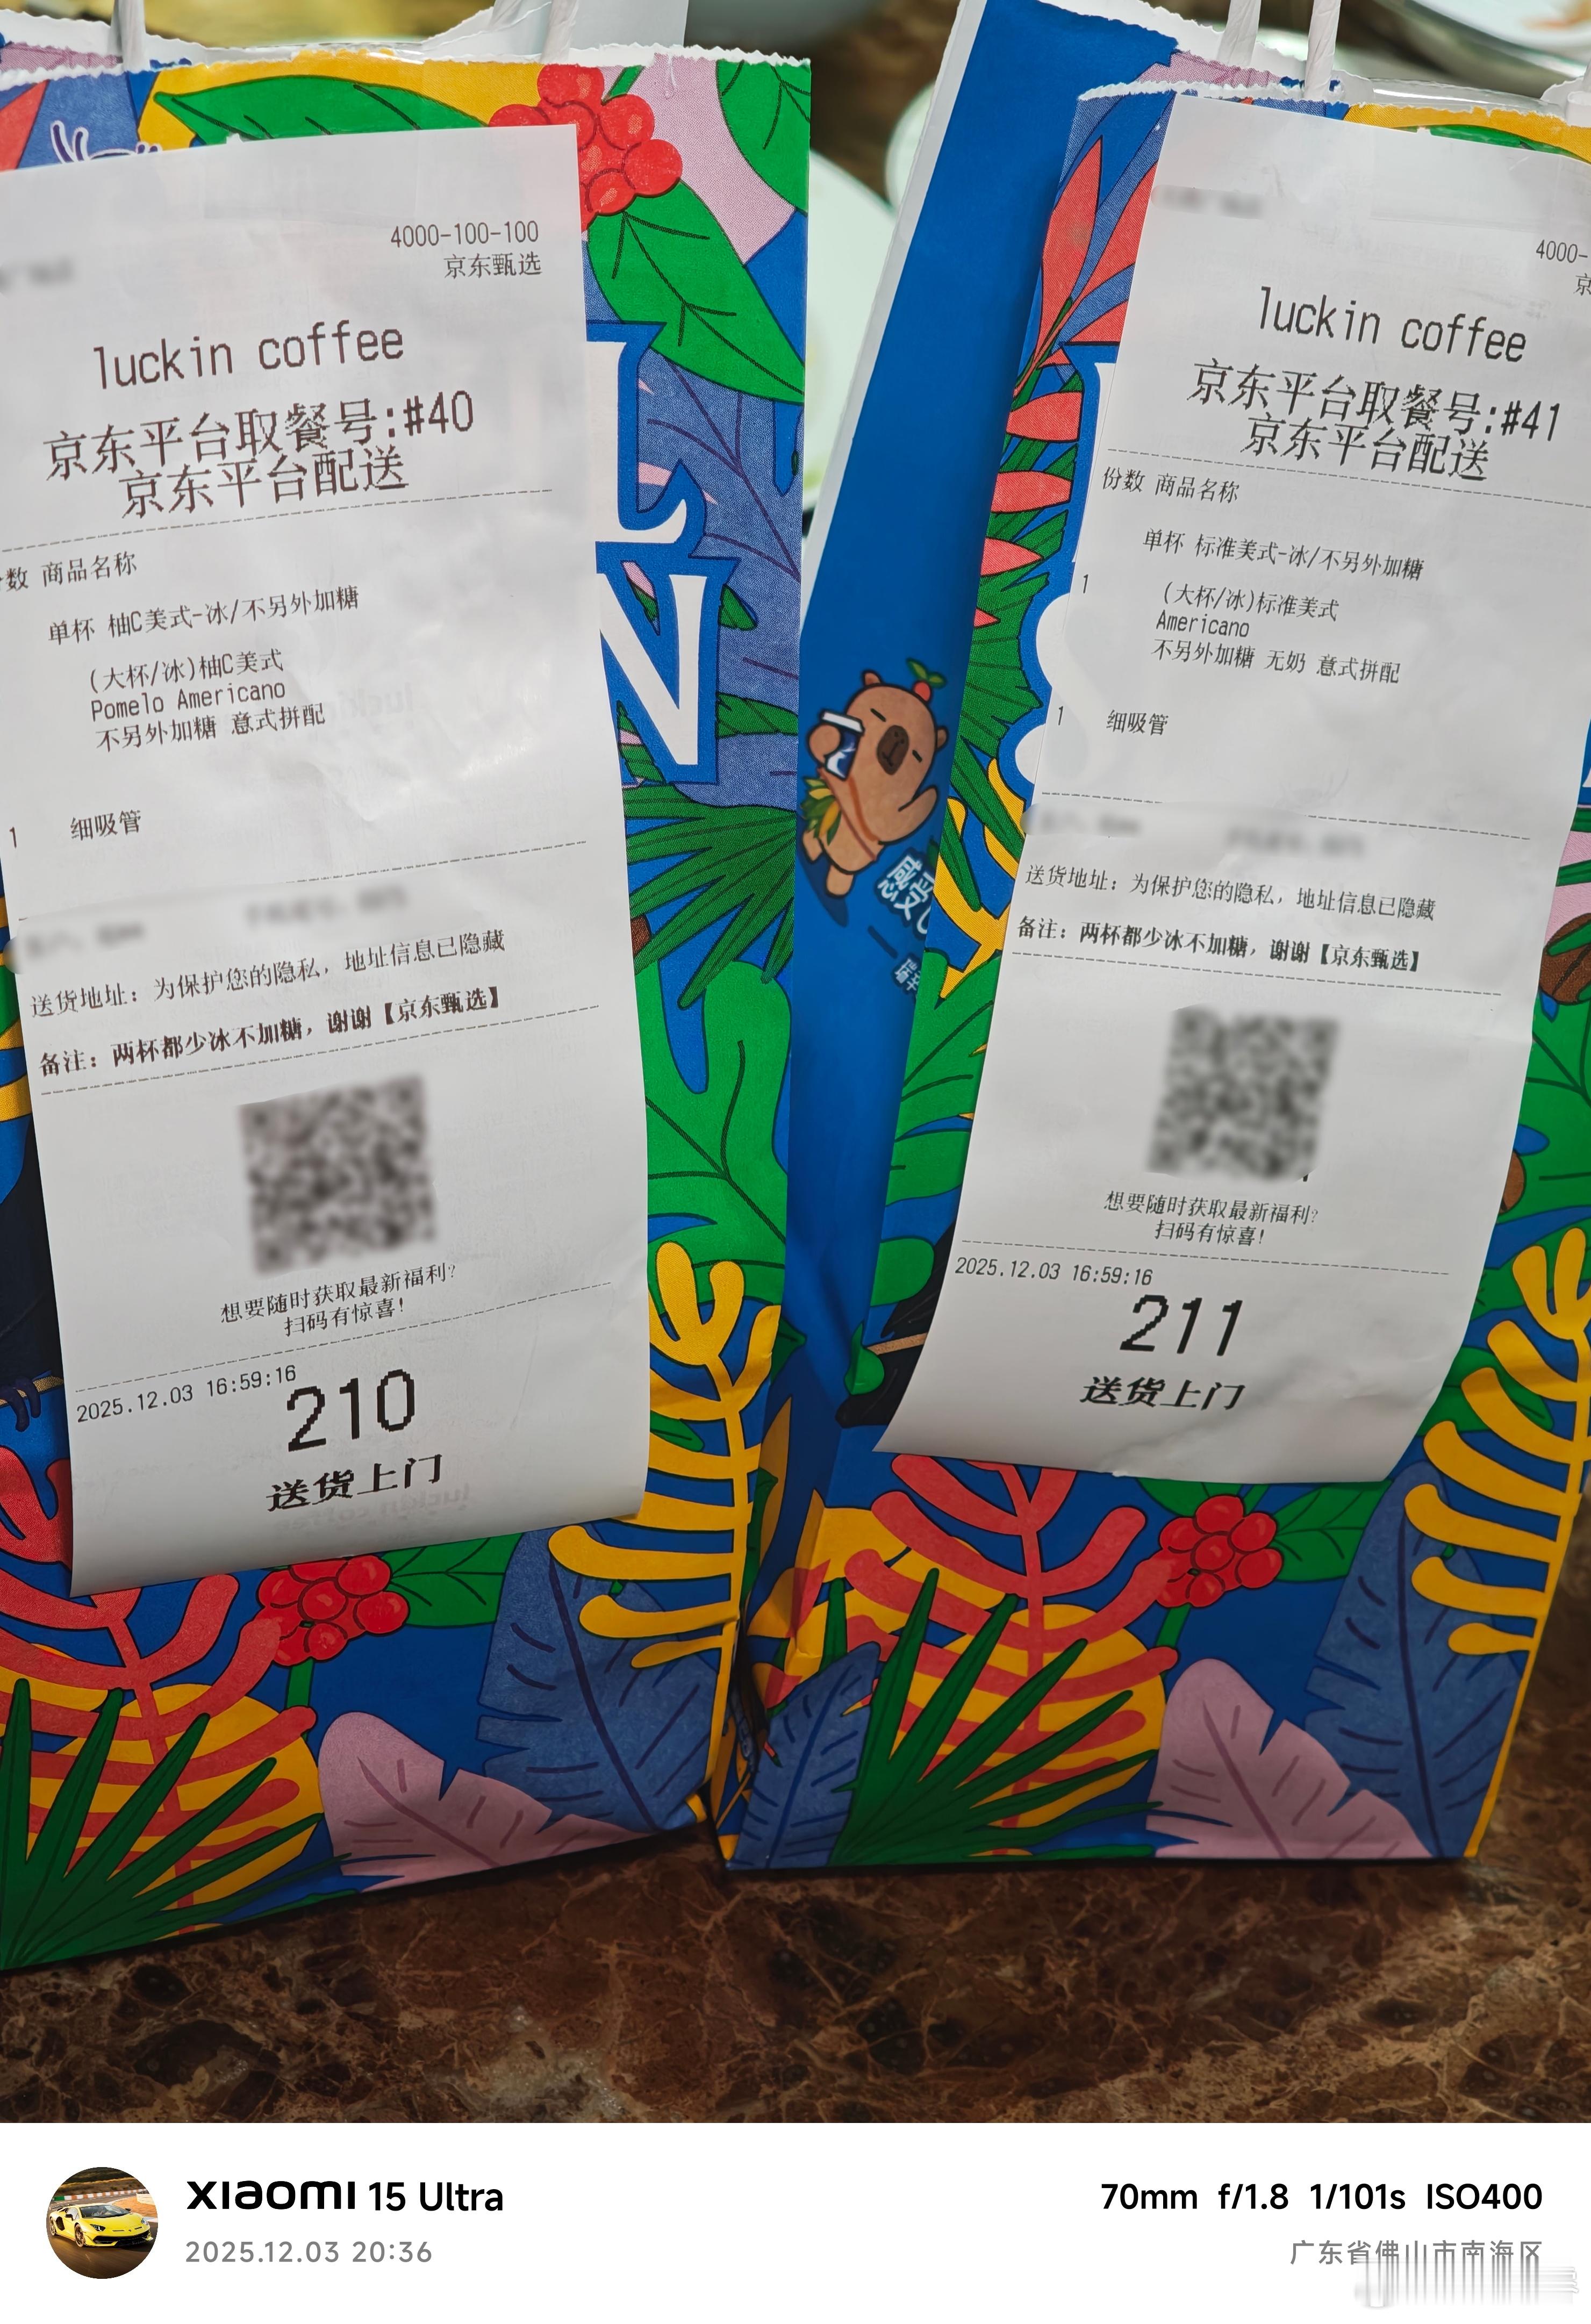 4000-100-100
京东甄选
luckin coffee
京东平台取餐号:#40
京东平台配送
数 商品名称
单杯 柚C美式-冰/不另外加糖
(大杯/冰)柚C美式
Pomelo Americano
不另外加糖 意式拼配
1 细吸管
送货地址: 为保护您的隐私, 地址信息已隐藏
备注: 两杯都少冰不加糖, 谢谢【京东甄选】
想要随时获取最新福利?
扫码有惊喜!
2025.12.03 16:59:16
210
送货上门
L
N
感受
4000-
京
luckin coffee
京东平台取餐号:#41
京东平台配送
份数 商品名称
单杯 标准美式-冰/不另外加糖
1 (大杯/冰)标准美式
Americano
不另外加糖 无奶 意式拼配
1 细吸管
送货地址: 为保护您的隐私, 地址信息已隐藏
备注: 两杯都少冰不加糖, 谢谢【京东甄选】
想要随时获取最新福利?
扫码有惊喜!
2025.12.03 16:59:16
211
送货上门
xiaomi 15 Ultra
2025.12.03 20:36
70mm f/1.8 1/101s ISO400
广东省佛山市南海区